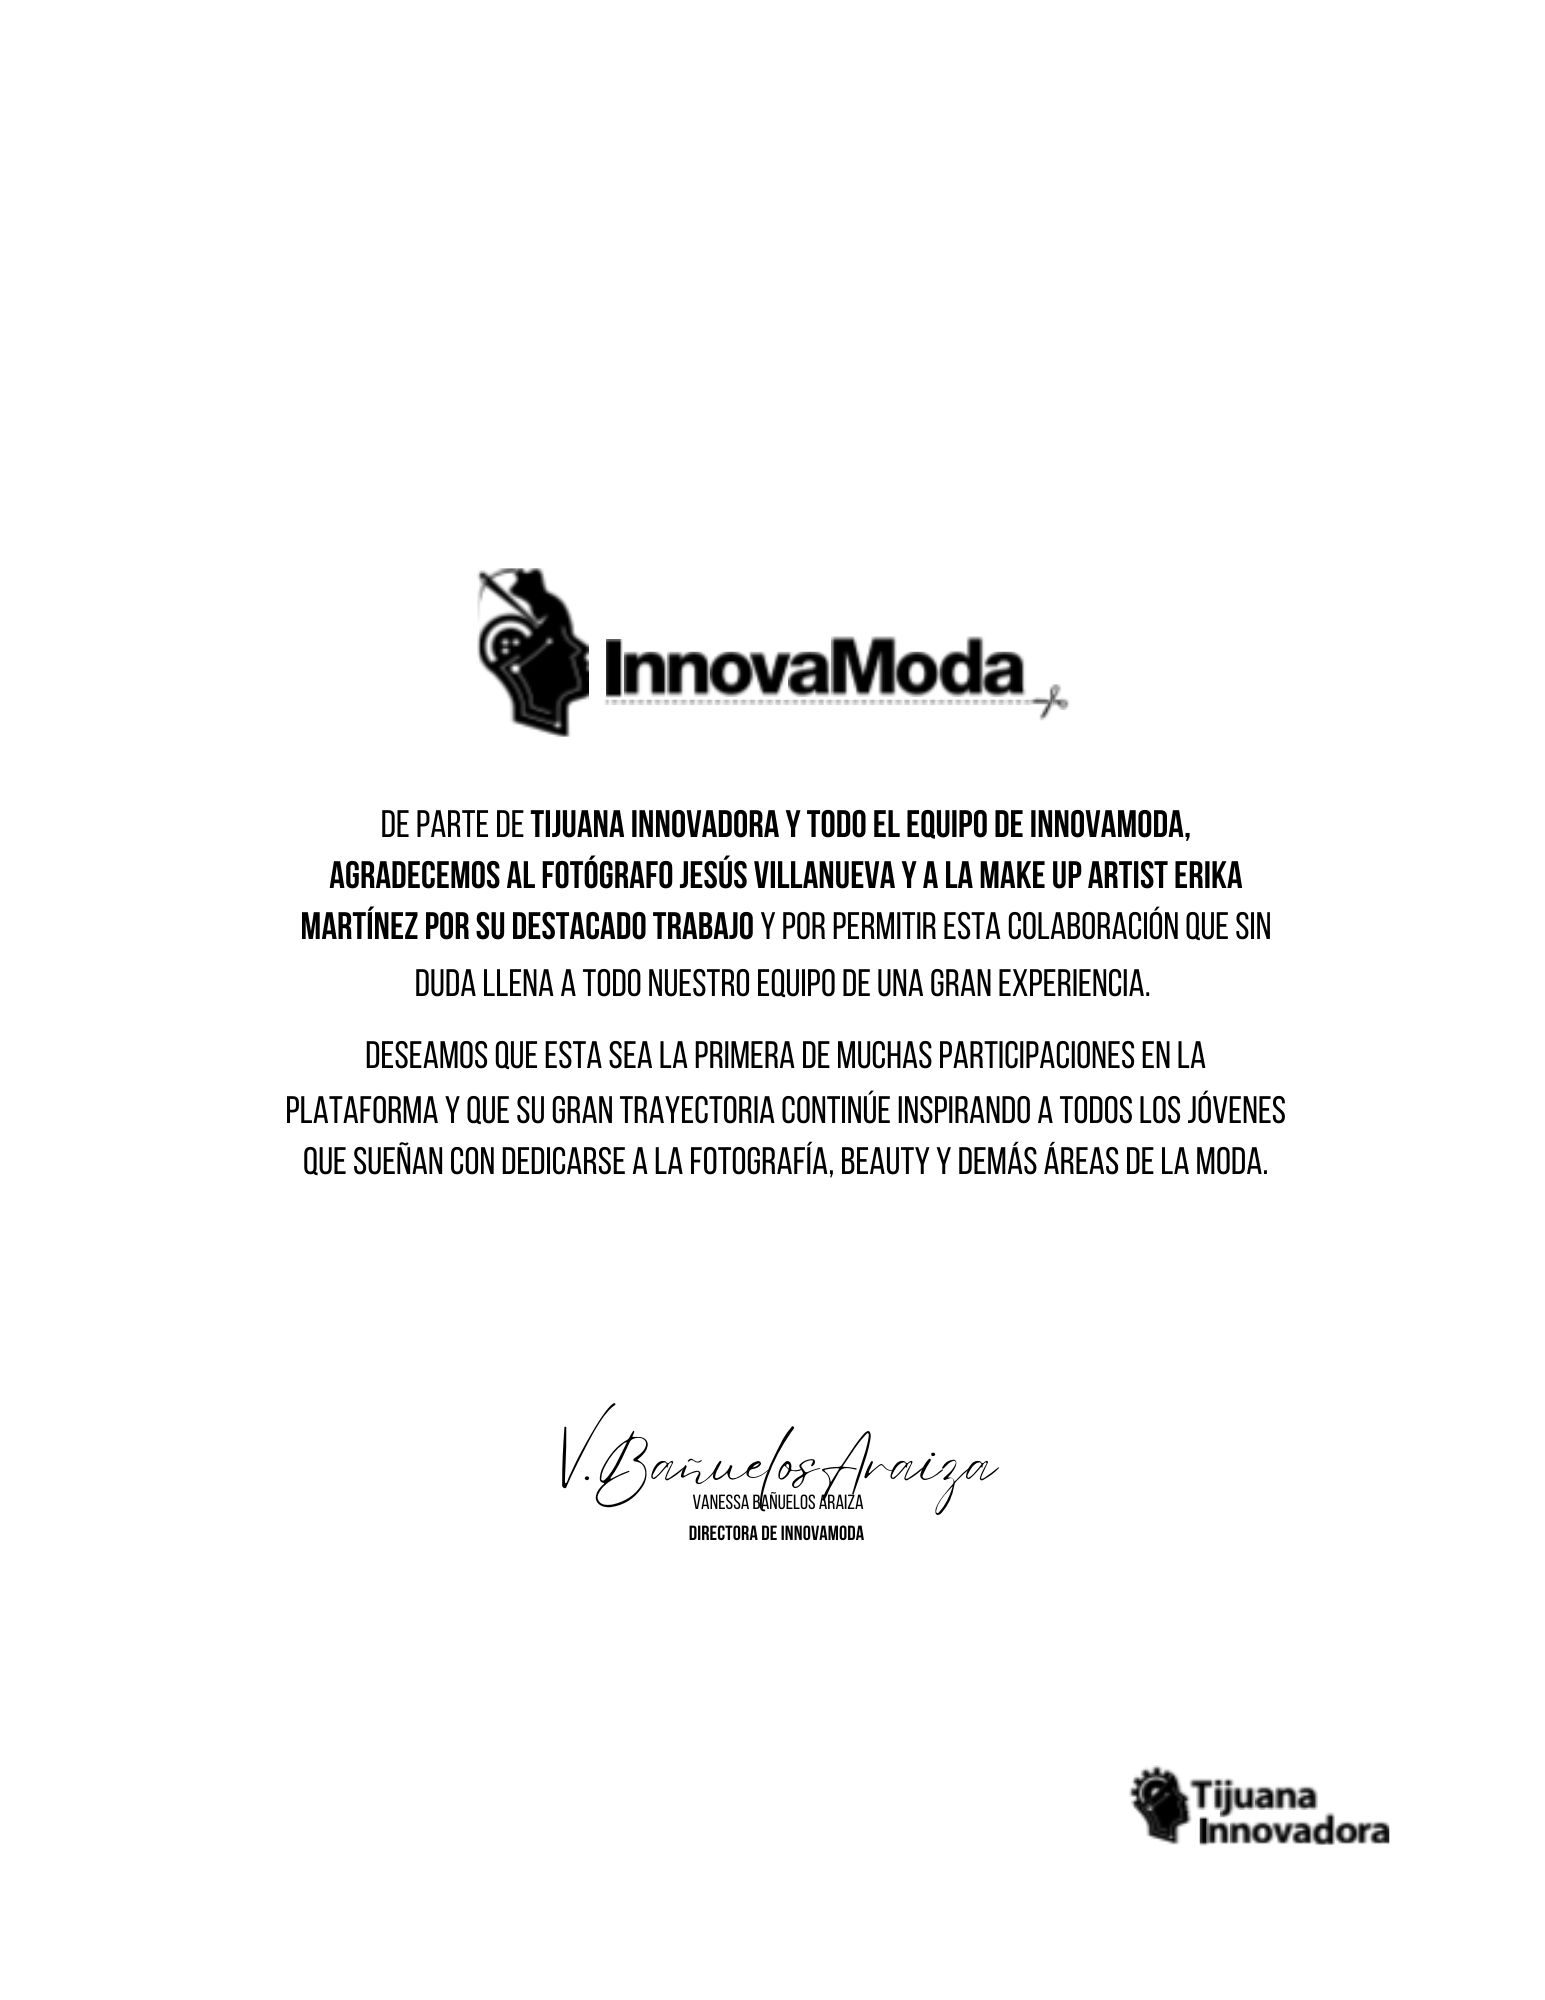 InnovaModa
DE PARTE DE TIJUANA INNOVADORA Y TODO EL EQUIPO DE INNOVAMODA,
AGRADECEMOS AL FOTÓGRAFO JESÚS VILLANUEVA Y A LA MAKE UP ARTIST ERIKA
MARTÍNEZ POR SU DESTACADO TRABAJO Y POR PERMITIR ESTA COLABORACIÓN QUE SIN
DUDA LLENA A TODO NUESTRO EQUIPO DE UNA GRAN EXPERIENCIA.
DESEAMOS QUE ESTA SEA LA PRIMERA DE MUCHAS PARTICIPACIONES EN LA
PLATAFORMA Y QUE SU GRAN TRAYECTORIA CONTINÚE INSPIRANDO A TODOS LOS JÓVENES
QUE SUEÑAN CON DEDICARSE A LA FOTOGRAFÍA, BEAUTY Y DEMÁS ÁREAS DE LA MODA.
V. Bañuelos Araiza
VANESSA BAÑUELOS ARAIZA
DIRECTORA DE INNOVAMODA
Tijuana
Innovadora